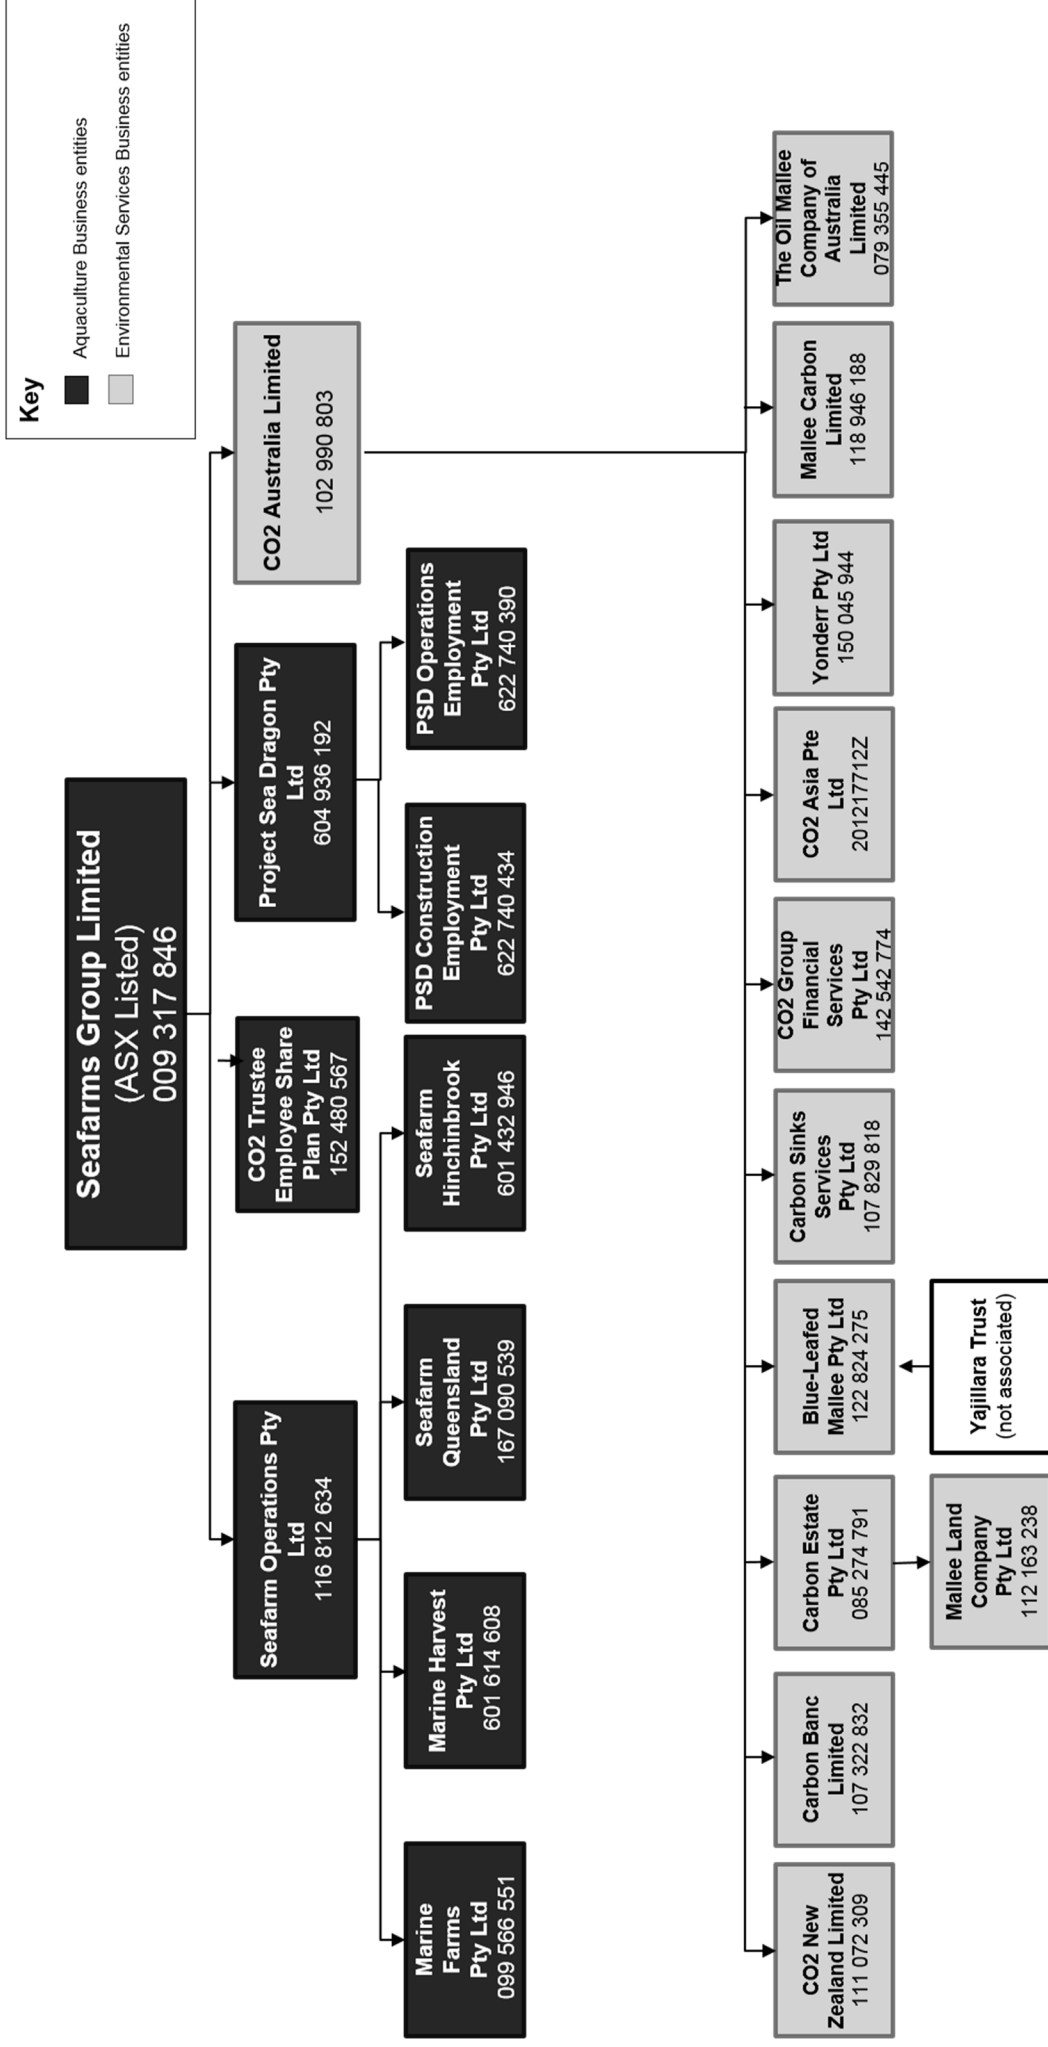 Key
Aquaculture Business entities
Environmental Services Business entities
Seafarms Group Limited
(ASX Listed)
009 317 846
Seafarm Operations Pty
Ltd
116 812 634
CO2 Trustee
Employee Share
Plan Pty Ltd
152 480 567
Project Sea Dragon Pty
Ltd
604 936 192
CO2 Australia Limited
102 990 803
Marine
Farms
Pty Ltd
099 566 551
Marine Harvest
Pty Ltd
601 614 608
Seafarm
Queensland
Pty Ltd
167 090 539
Seafarm
Hinchinbrook
Pty Ltd
601 432 946
PSD Construction
Employment
Pty Ltd
622 740 434
PSD Operations
Employment
Pty Ltd
622 740 390
CO2 New
Zealand Limited
111 072 309
Carbon Banc
Limited
107 322 832
Carbon Estate
Pty Ltd
085 274 791
Blue-Leafed
Mallee Pty Ltd
122 824 275
Carbon Sinks
Services
Pty Ltd
107 829 818
CO2 Group
Financial
Services
Pty Ltd
142 542 774
CO2 Asia Pte
Ltd
201217712Z
Yonderr Pty Ltd
150 045 944
Mallee Carbon
Limited
118 946 188
The Oil Mallee
Company of
Australia
Limited
079 355 445
Mallee Land
Company
Pty Ltd
112 163 238
Yajillara Trust
(not associated)